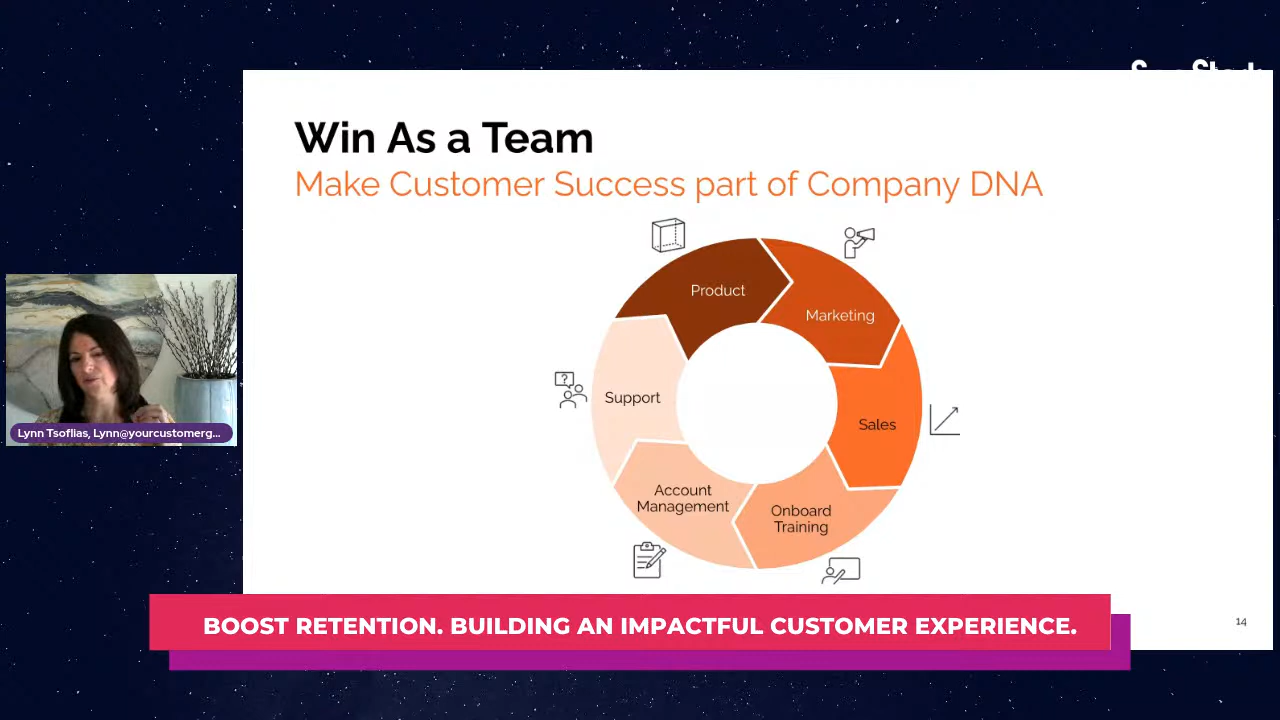 Win As a Team
Make Customer Success part of Company DNA
Product
Marketing
Support
Sales
Account
Management
Onboard
Training
?
Lynn Tsoflias, Lynn@yourcustomerg...
BOOST RETENTION. BUILDING AN IMPACTFUL CUSTOMER EXPERIENCE.
14